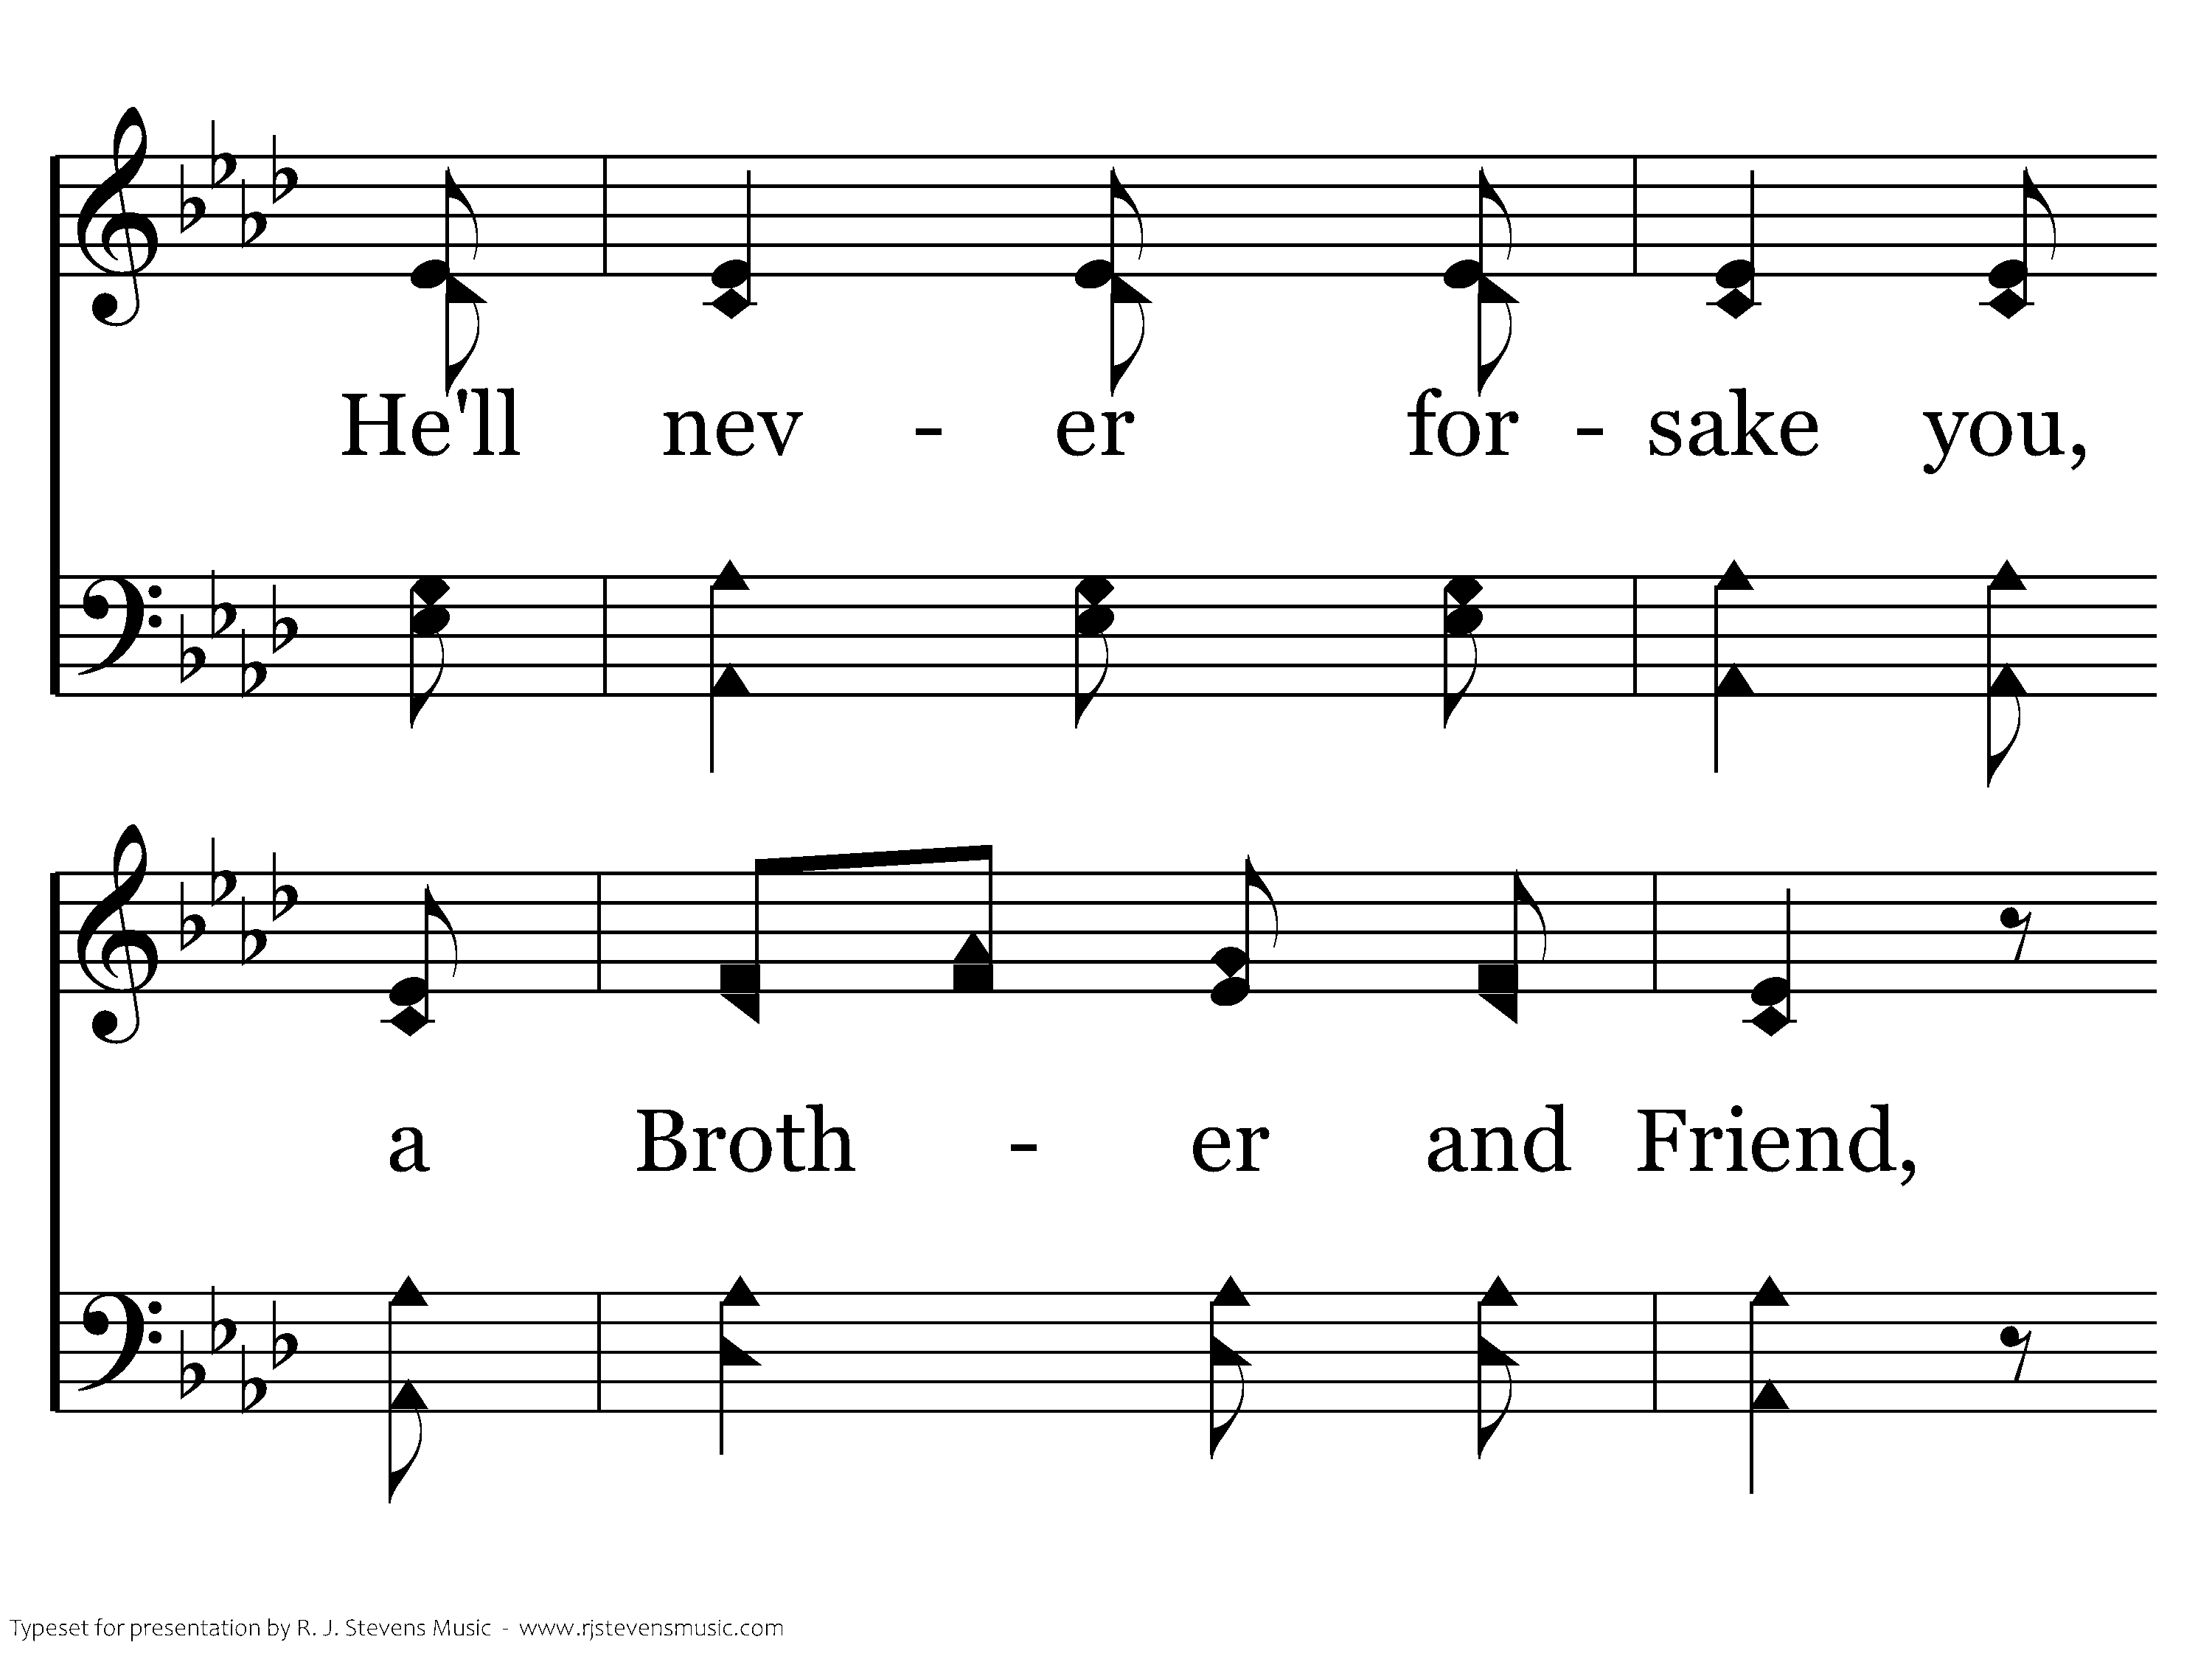 He'll nev - er for - sake you,
a Broth - er and Friend,
Typeset for presentation by R. J. Stevens Music - www.rjstevensmusic.com